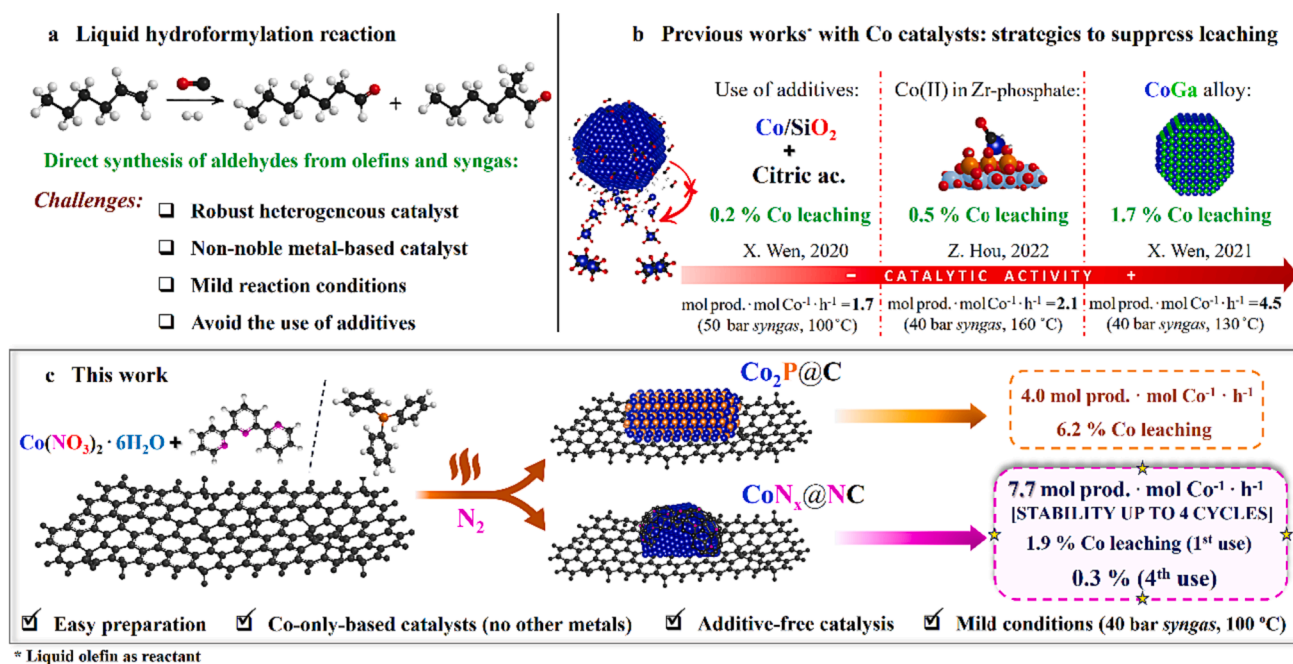 a Liquid hydroformylation reaction
+
Direct synthesis of aldehydes from olefins and syngas:
Challenges:
❑ Robust heterogeneous catalyst
❑ Non-noble metal-based catalyst
❑ Mild reaction conditions
❑ Avoid the use of additives
b Previous works* with Co catalysts: strategies to suppress leaching
Use of additives:
Co/SiO₂
+
Citric ac.
0.2 % Co leaching
X. Wen, 2020
Co(II) in Zr-phosphate:
0.5 % Co leaching
Z. Hou, 2022
CoGa alloy:
1.7 % Co leaching
X. Wen, 2021
− CATALYTIC ACTIVITY +
mol prod. · mol Co⁻¹ · h⁻¹ =1.7
(50 bar syngas, 100 °C)
mol prod. · mol Co⁻¹ · h⁻¹ =2.1
(40 bar syngas, 160 °C)
mol prod. · mol Co⁻¹ · h⁻¹ =4.5
(40 bar syngas, 130 °C)
c This work
Co(NO₃)₂ · 6H₂O +
N₂
Co₂P@C
4.0 mol prod. · mol Co⁻¹ · h⁻¹
6.2 % Co leaching
CoNₓ@NC
7.7 mol prod. · mol Co⁻¹ · h⁻¹
[STABILITY UP TO 4 CYCLES]
1.9 % Co leaching (1ˢᵗ use)
0.3 % (4ᵗʰ use)
☑ Easy preparation ☑ Co-only-based catalysts (no other metals) ☑ Additive-free catalysis ☑ Mild conditions (40 bar syngas, 100 °C)
* Liquid olefin as reactant